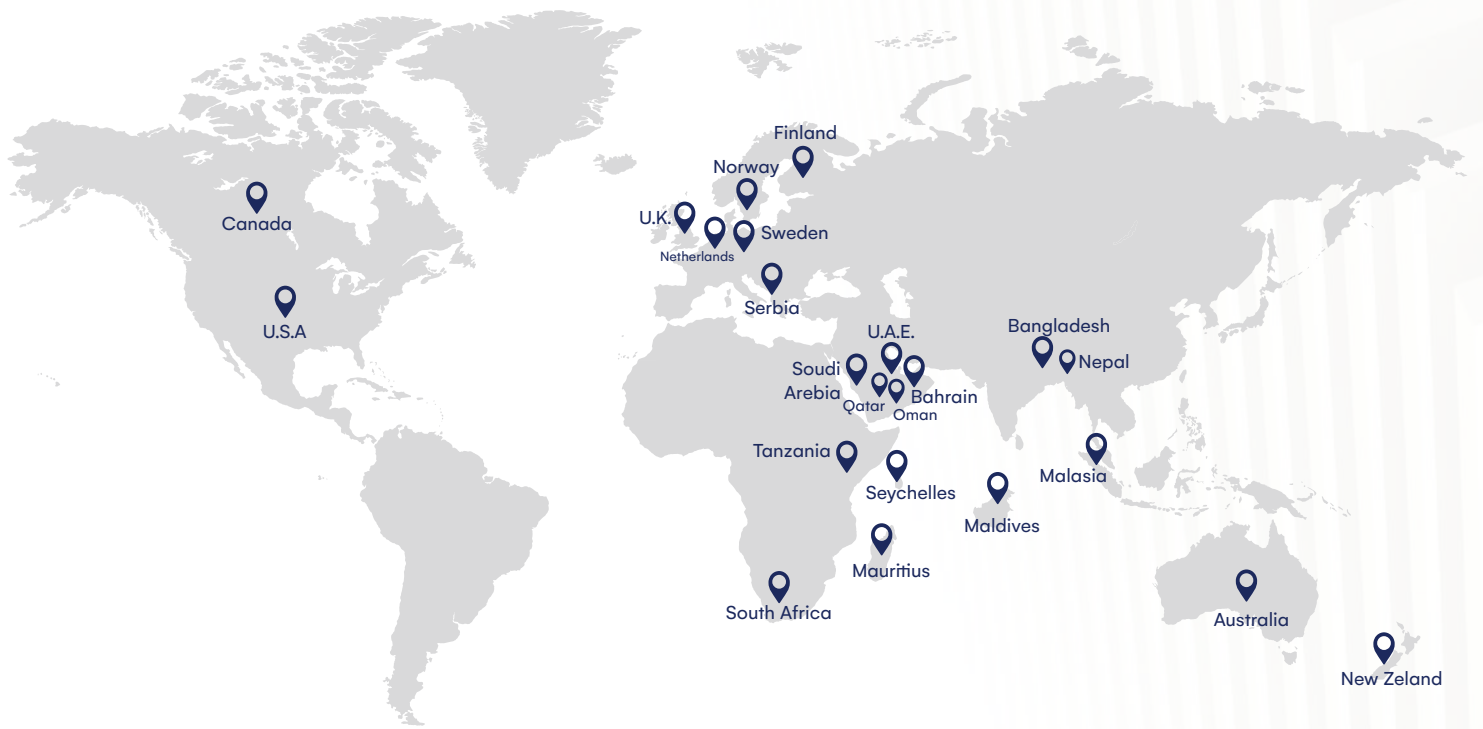 Finland
Norway
Canada
U.K.
Sweden
Netherlands
Serbia
U.S.A
Bangladesh
U.A.E.
Nepal
Soudi
Arebia
Bahrain
Qatar
Oman
Tanzania
Malasia
Seychelles
Maldives
Mauritius
South Africa
Australia
New Zeland